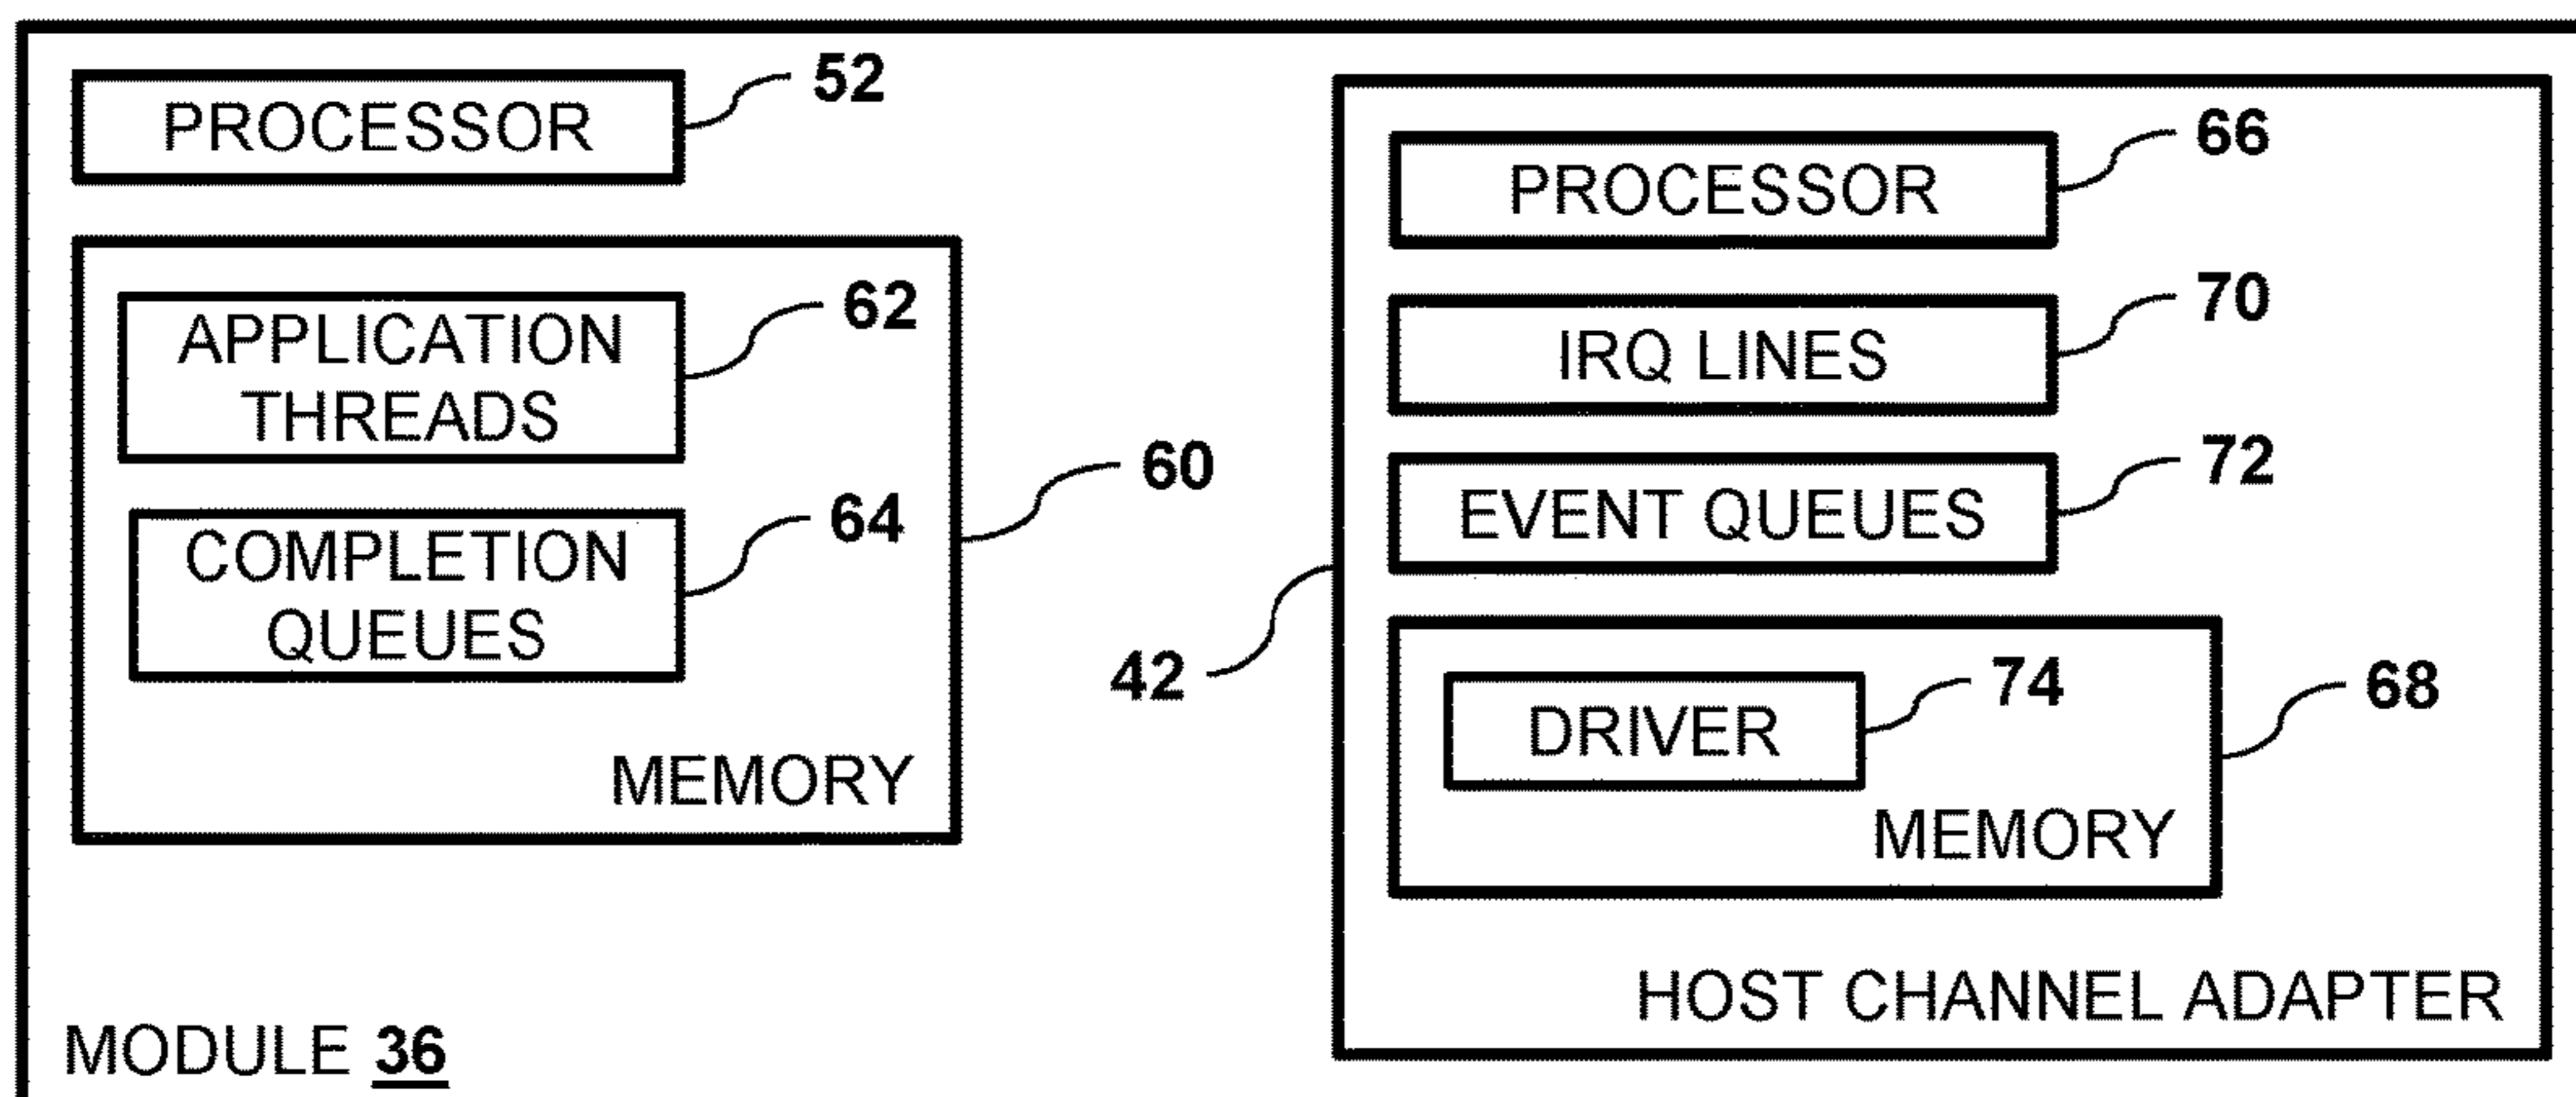 PROCESSOR
52
APPLICATION
THREADS
62
COMPLETION
QUEUES
64
MEMORY
60
MODULE 36
PROCESSOR
66
IRQ LINES
70
EVENT QUEUES
72
DRIVER
74
MEMORY
68
42
HOST CHANNEL ADAPTER